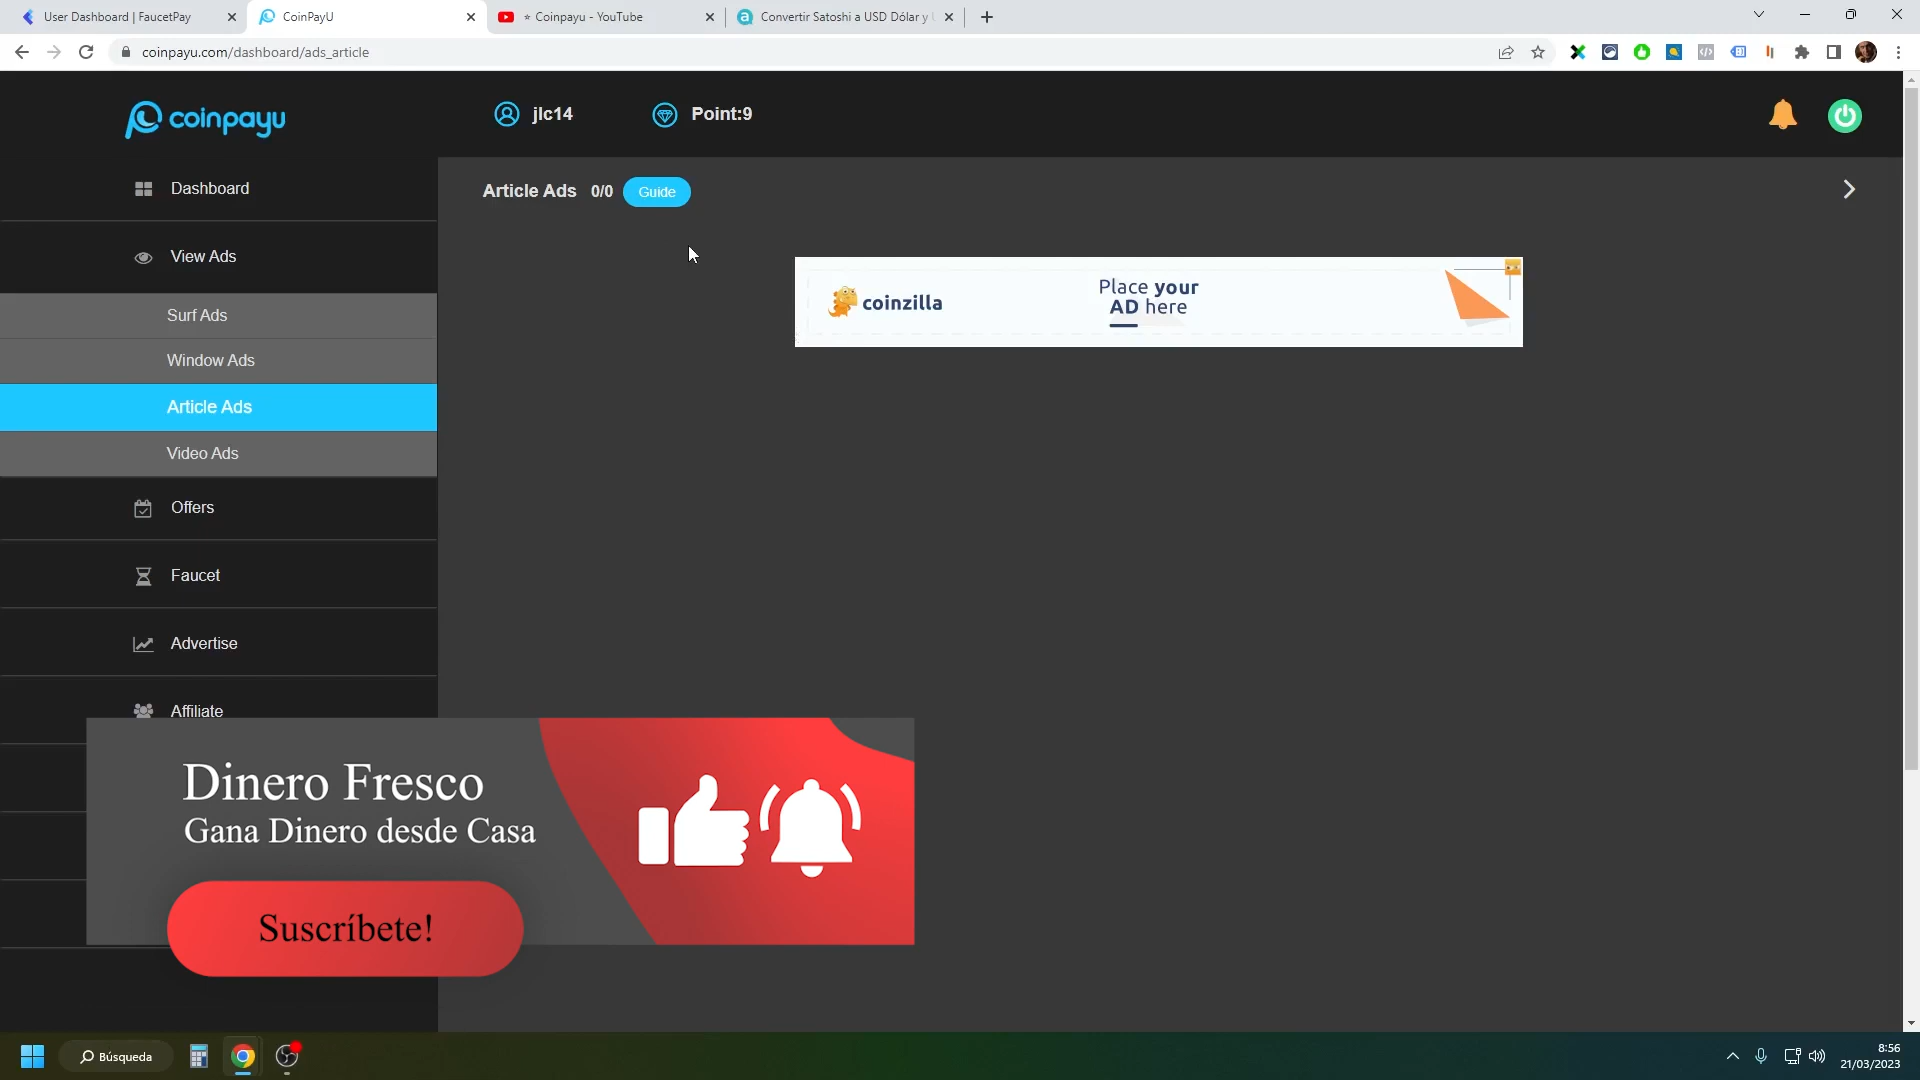 User Dashboard | FaucetPay
CoinPayU
⭐ Coinpayu - YouTube
Convertir Satoshi a USD Dólar y
coinpayu.com/dashboard/ads_article
coinpayu
jlc14
Point:9
Dashboard
Article Ads 0/0 Guide
View Ads
Surf Ads
Window Ads
Article Ads
Video Ads
Offers
Faucet
Advertise
Affiliate
coinzilla
Place your
AD here
Dinero Fresco
Gana Dinero desde Casa
Suscríbete!
Búsqueda
8:56
21/03/2023